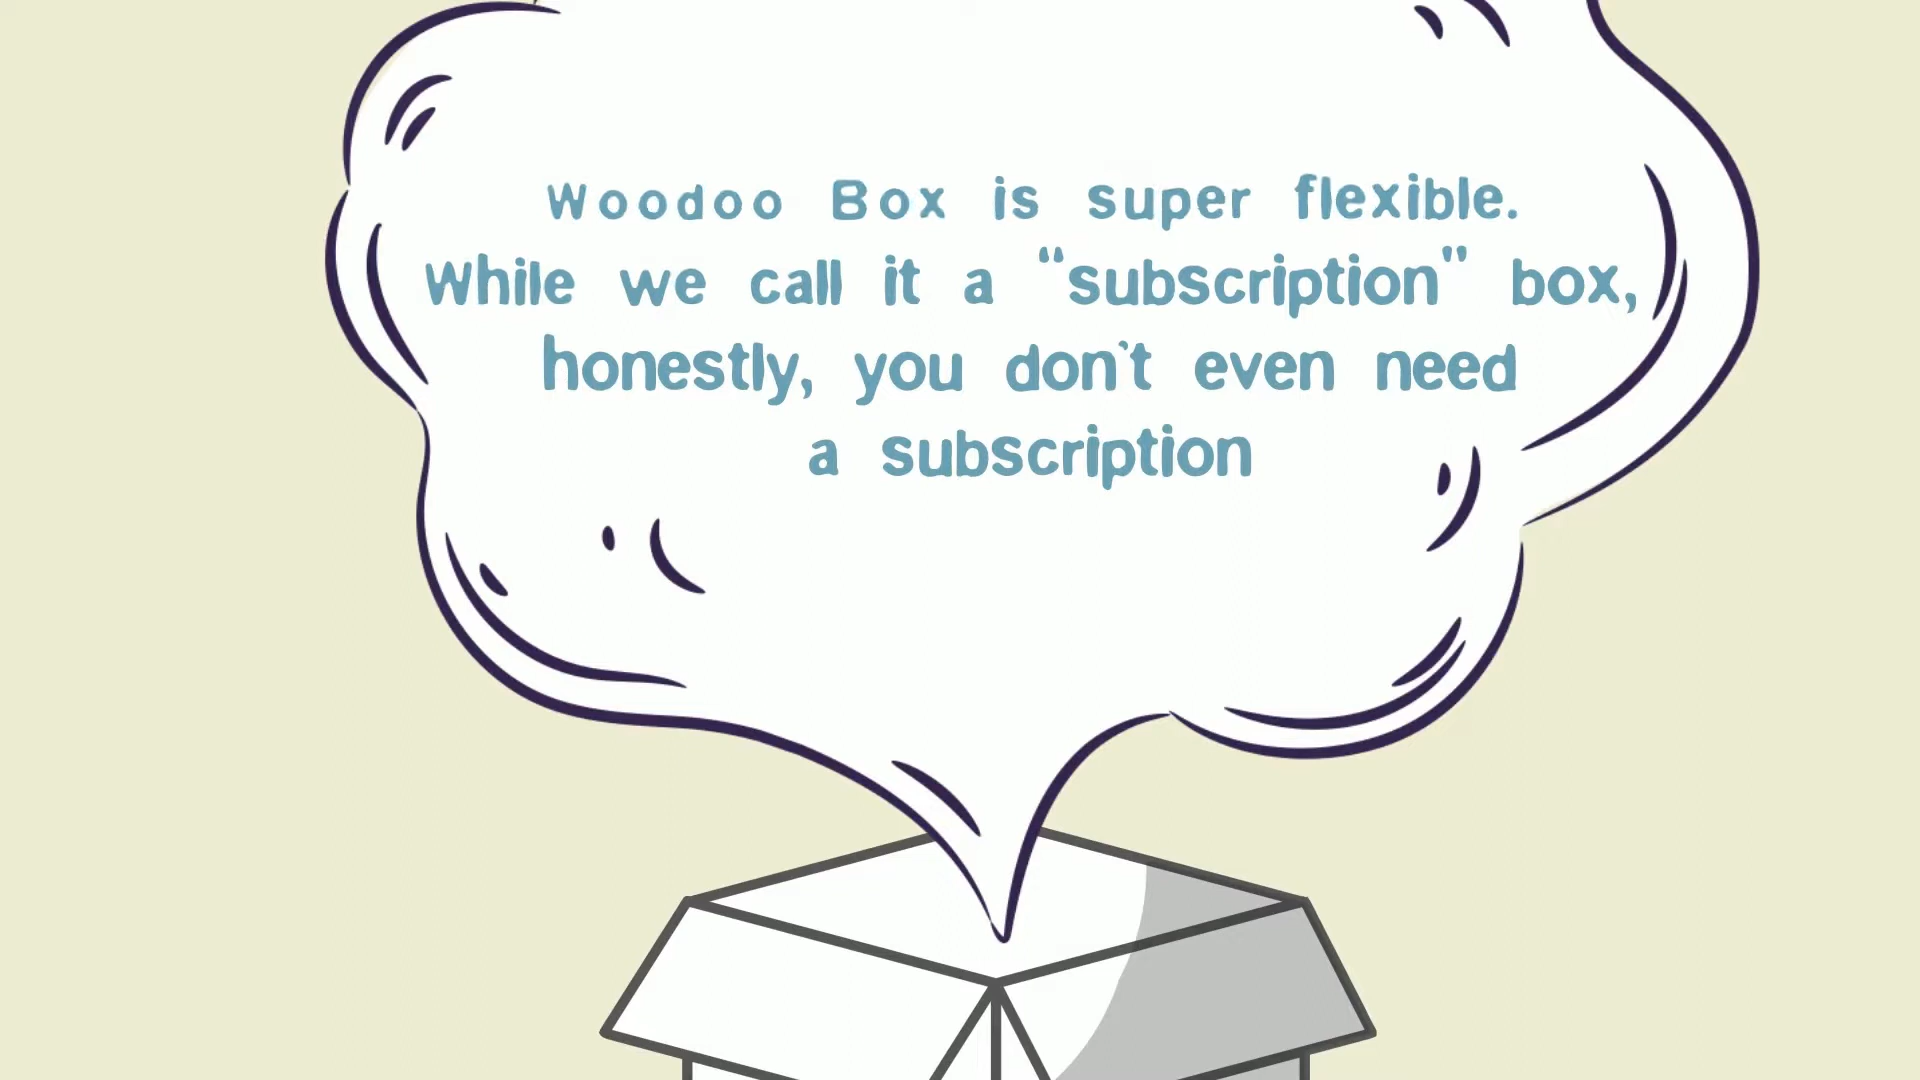 Woodoo Box is super flexible.
While we call it a “subscription” box,
honestly, you don't even need
a subscription